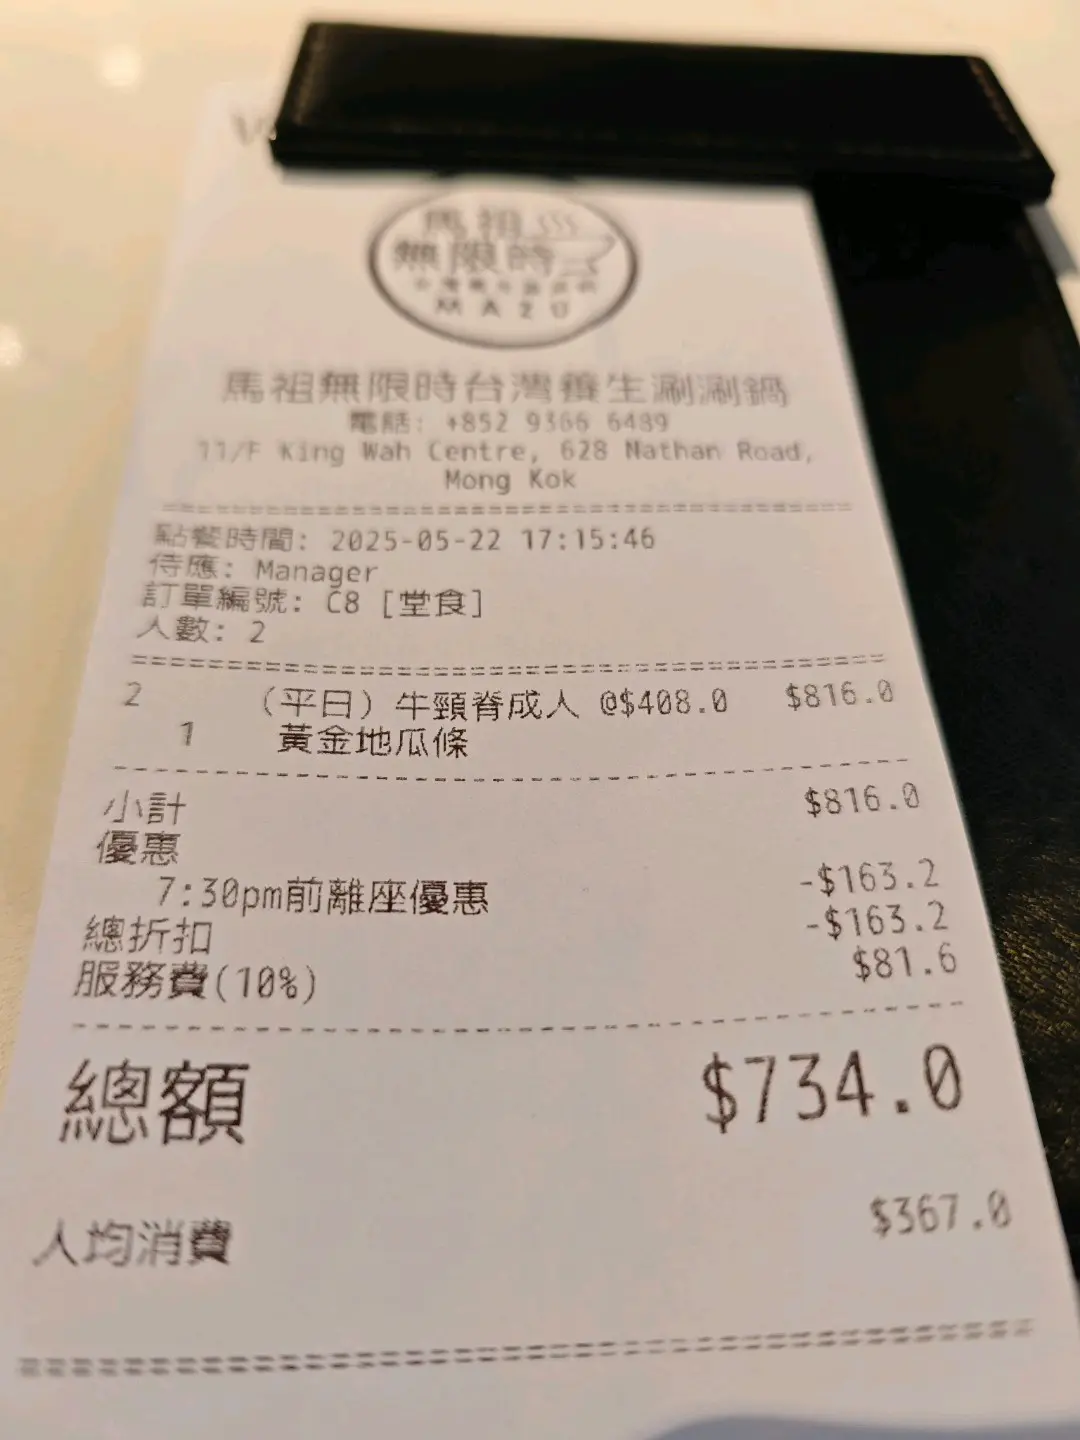 馬祖
無限時
MAZU
馬祖無限時台灣養生涮涮鍋
電話: +852 9366 6489
11/F King Wah Centre, 628 Nathan Road,
Mong Kok
點餐時間: 2025-05-22 17:15:46
侍應: Manager
訂單編號: C8 [堂食]
人數: 2
2 （平日）牛頸脊成人 @$408.0 $816.0
1 黃金地瓜條
小計 $816.0
優惠
7:30pm前離座優惠 -$163.2
總折扣 -$163.2
服務費(10%) $81.6
總額 $734.0
人均消費 $367.0